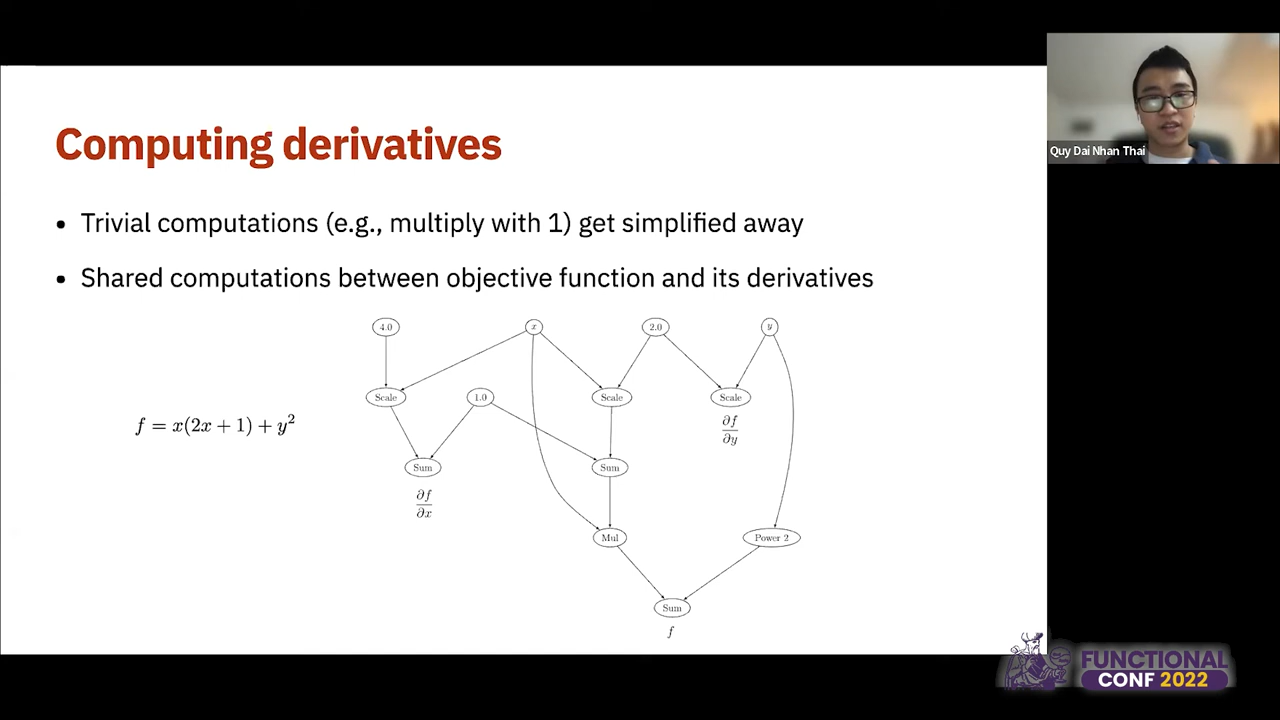 Computing derivatives
• Trivial computations (e.g., multiply with 1) get simplified away
• Shared computations between objective function and its derivatives
4.0 x 2.0 y
Scale 1.0 Scale Scale
∂f/∂y
f = x(2x + 1) + y²
Sum Sum
∂f/∂x
Mul Power 2
Sum
f
Quy Dai Nhan Thai
FUNCTIONAL
CONF 2022